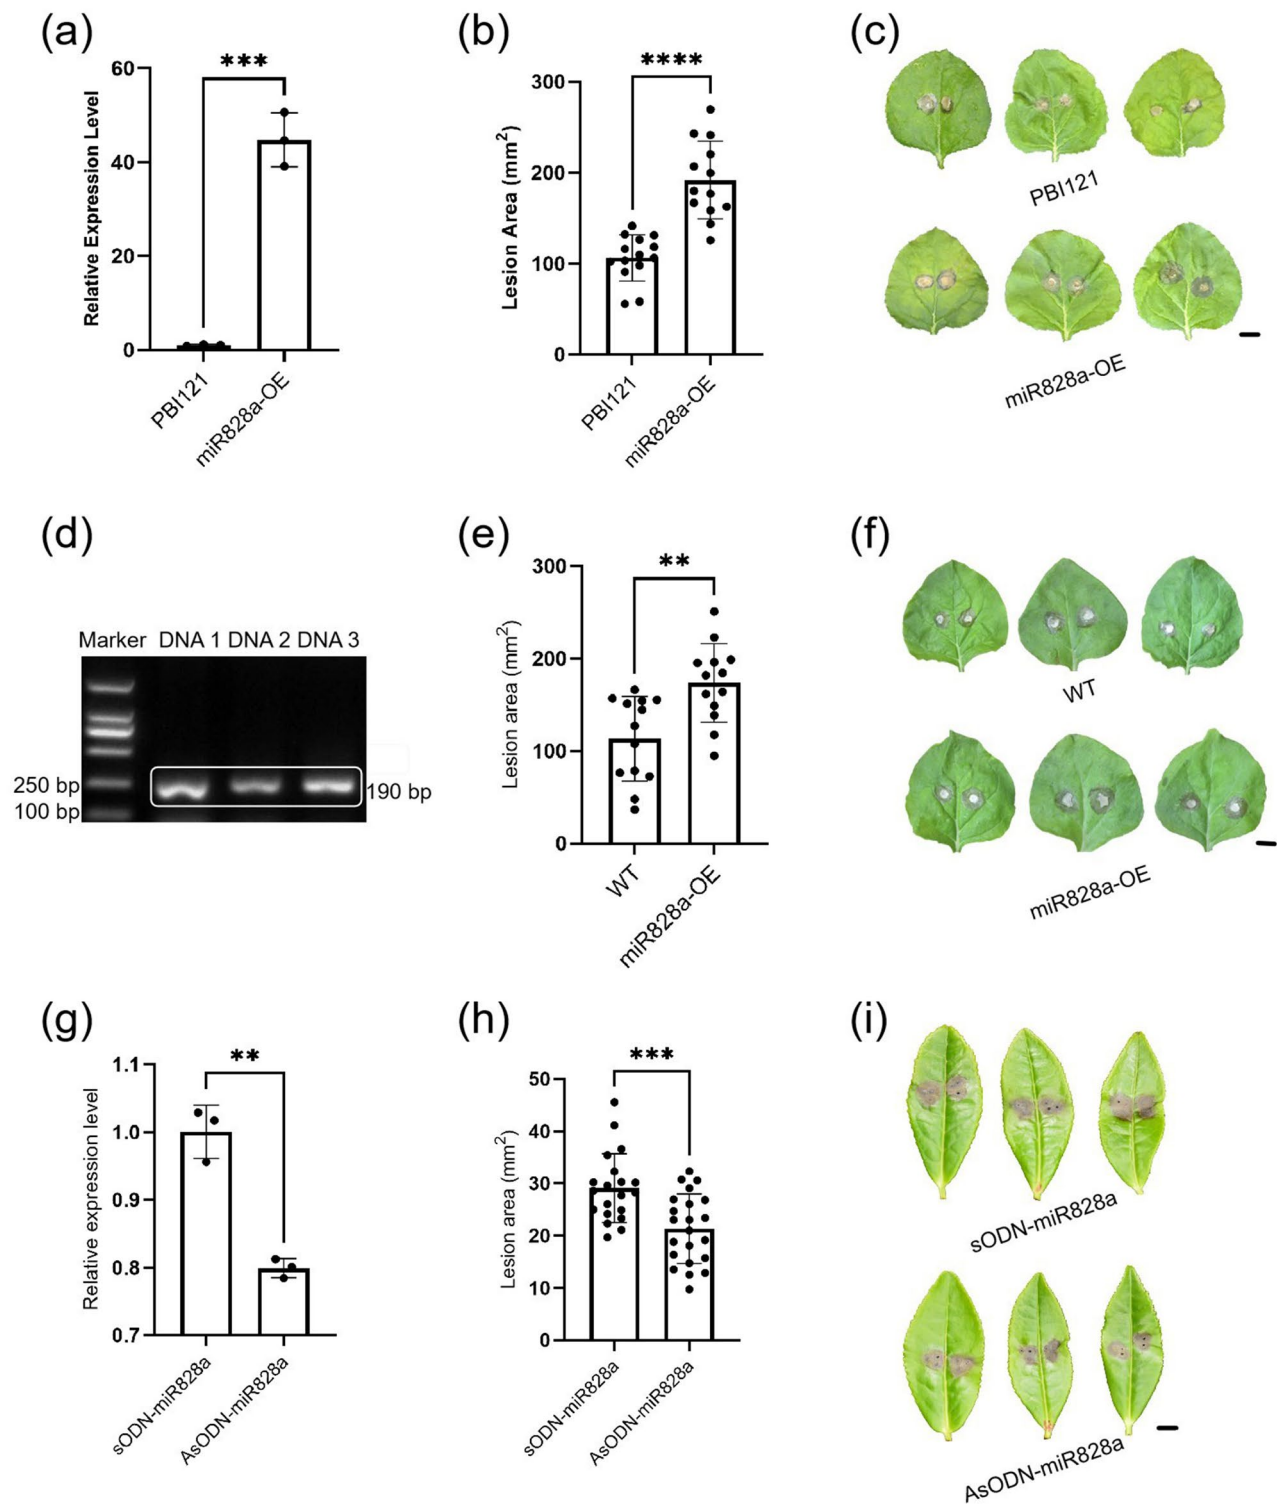 (a)
***
60
40
20
0
Relative Expression Level
PBI121
miR828a-OE
(b)
****
300
200
100
0
Lesion Area (mm2)
PBI121
miR828a-OE
(c)
PBI121
miR828a-OE
(d)
Marker DNA 1 DNA 2 DNA 3
250 bp
100 bp
190 bp
(e)
**
300
200
100
0
Lesion area (mm2)
WT
miR828a-OE
(f)
WT
miR828a-OE
(g)
**
1.1
1.0
0.9
0.8
0.7
Relative expression level
sODN-miR828a
AsODN-miR828a
(h)
***
50
40
30
20
10
0
Lesion area (mm2)
sODN-miR828a
AsODN-miR828a
(i)
sODN-miR828a
AsODN-miR828a